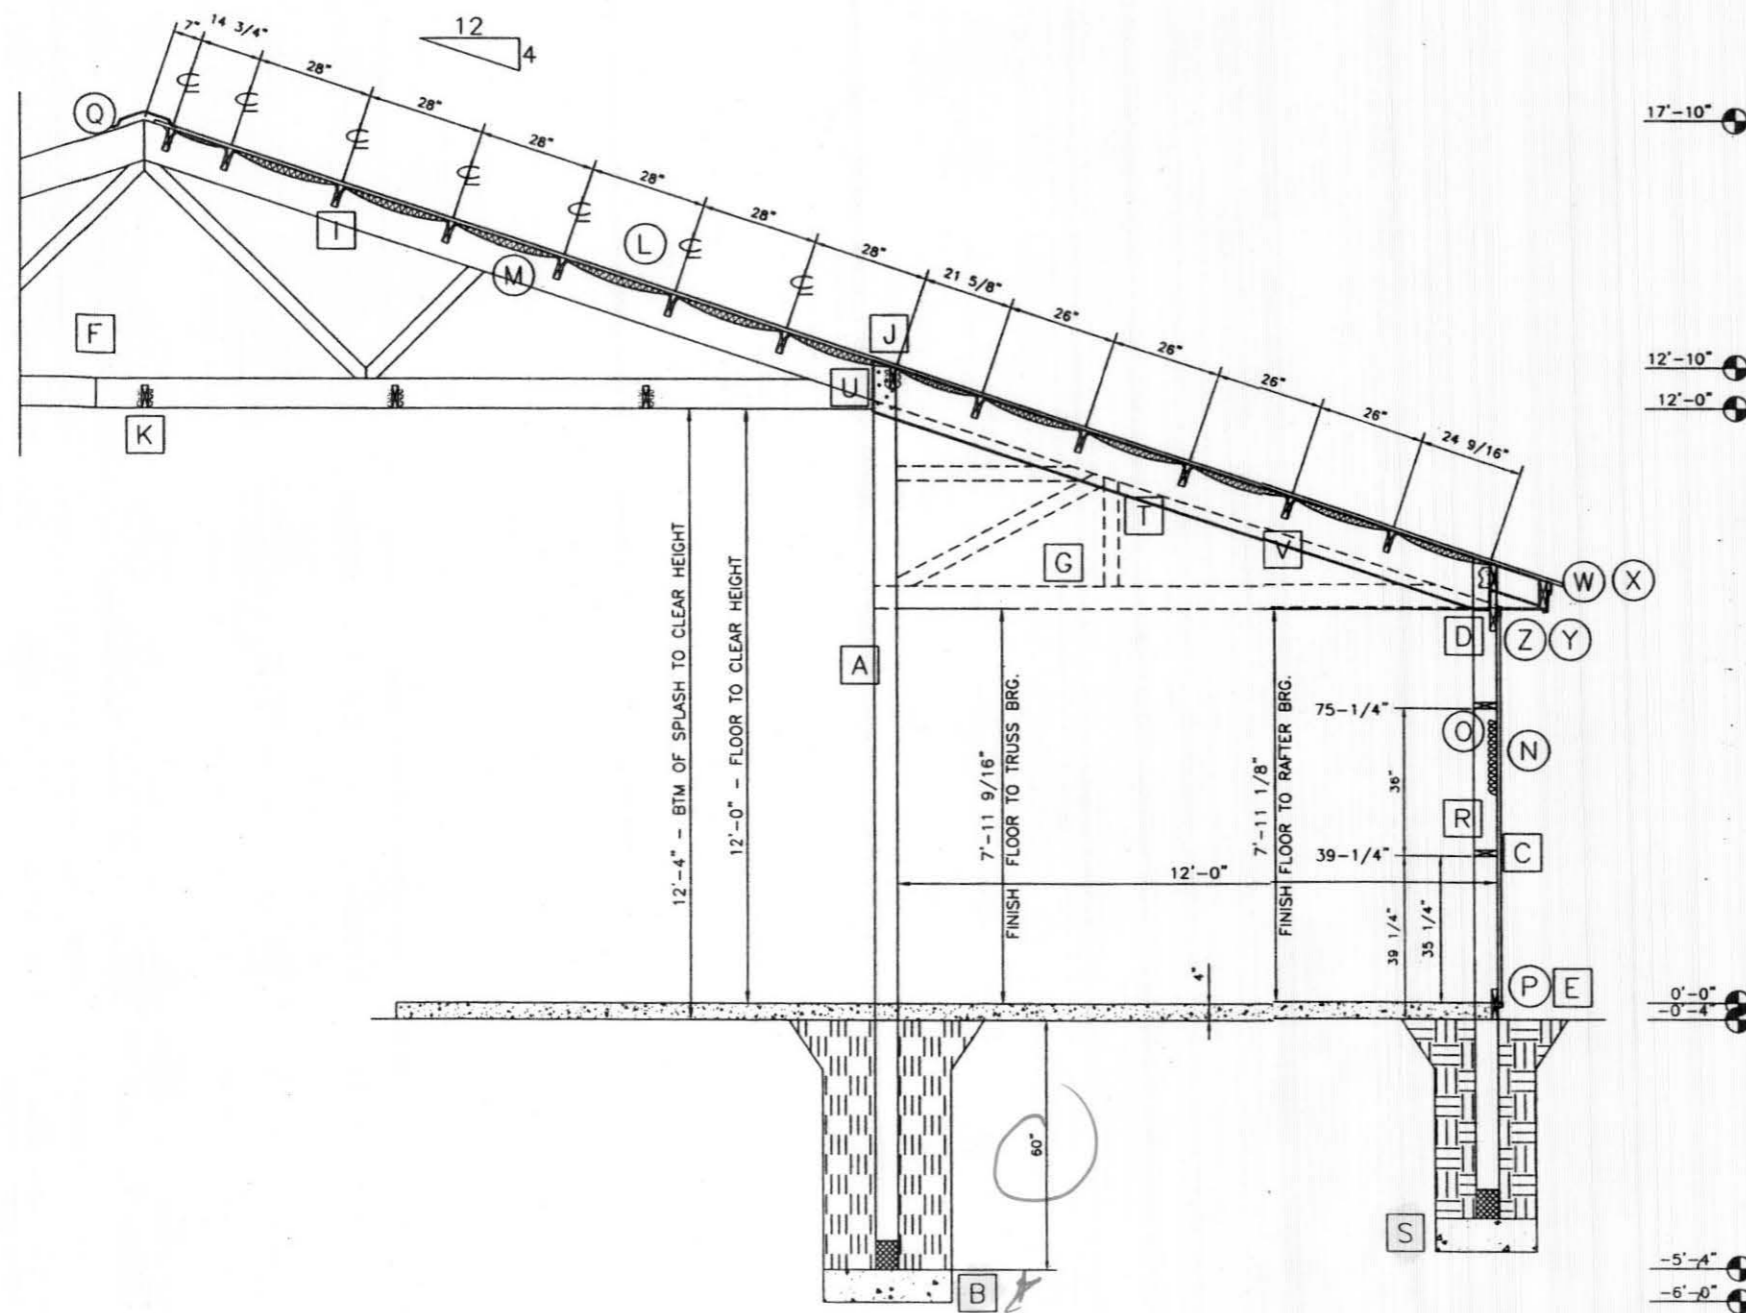 7"
14 3/4"
12
4
28"
28"
28"
28"
28"
28"
21 5/8"
26"
26"
26"
26"
24 9/16"
17'-10"
12'-10"
12'-0"
Q
I
L
M
F
K
J
U
T
G
V
W
X
D
Z
Y
A
12'-4" - BTM OF SPLASH TO CLEAR HEIGHT
12'-0" - FLOOR TO CLEAR HEIGHT
7'-11 9/16"
FINISH FLOOR TO TRUSS BRG.
7'-11 1/8"
FINISH FLOOR TO RAFTER BRG.
75-1/4"
O
N
36"
R
39-1/4"
C
12'-0"
39 1/4"
35 1/4"
4"
P
E
0'-0"
-0'-4"
60"
S
B
-5'-4"
-6'-0"